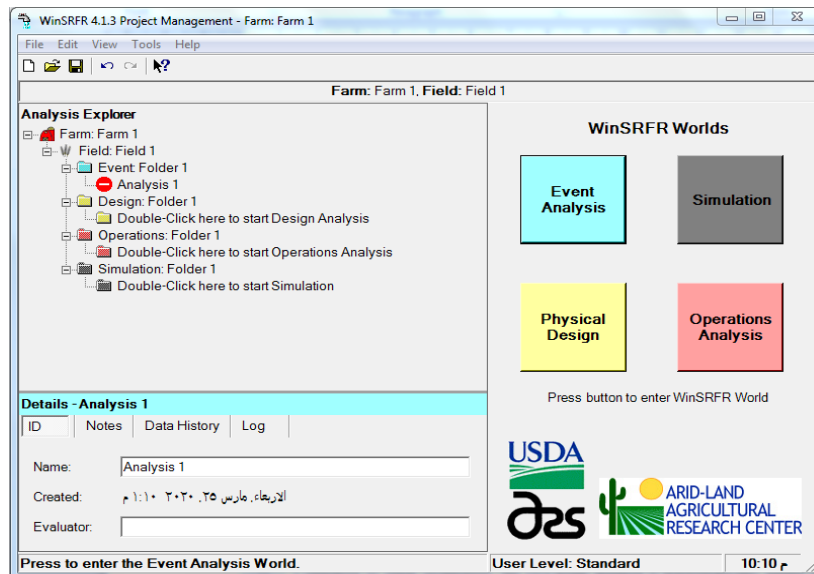 WinSRFR 4.1.3 Project Management - Farm: Farm 1
File Edit View Tools Help
Farm: Farm 1, Field: Field 1
Analysis Explorer
Farm: Farm 1
Field: Field 1
Event: Folder 1
Analysis 1
Design: Folder 1
Double-Click here to start Design Analysis
Operations: Folder 1
Double-Click here to start Operations Analysis
Simulation: Folder 1
Double-Click here to start Simulation
WinSRFR Worlds
Event
Analysis
Simulation
Physical
Design
Operations
Analysis
Press button to enter WinSRFR World
Details - Analysis 1
ID Notes Data History Log
Name: Analysis 1
Created: الاربعاء, مارس ٢٥, ٢٠٢٠ ١:١٠ م
Evaluator:
USDA
ars
ARID-LAND
AGRICULTURAL
RESEARCH CENTER
Press to enter the Event Analysis World.
User Level: Standard
10:10 م